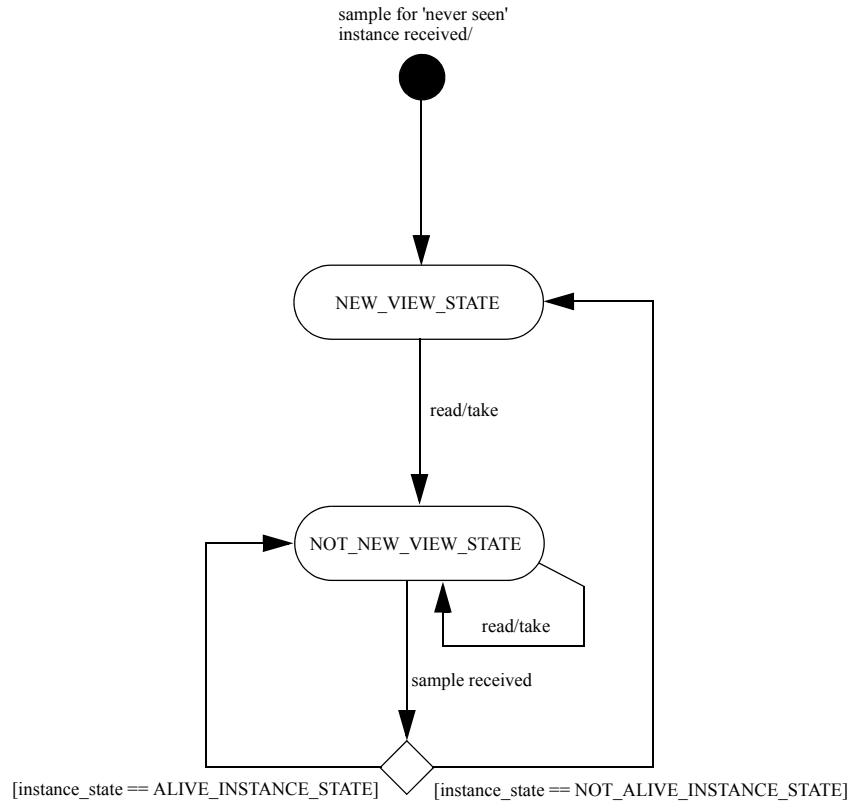 sample for 'never seen'
instance received/
NEW_VIEW_STATE
read/take
NOT_NEW_VIEW_STATE
read/take
sample received
[instance_state == ALIVE_INSTANCE_STATE]
[instance_state == NOT_ALIVE_INSTANCE_STATE]